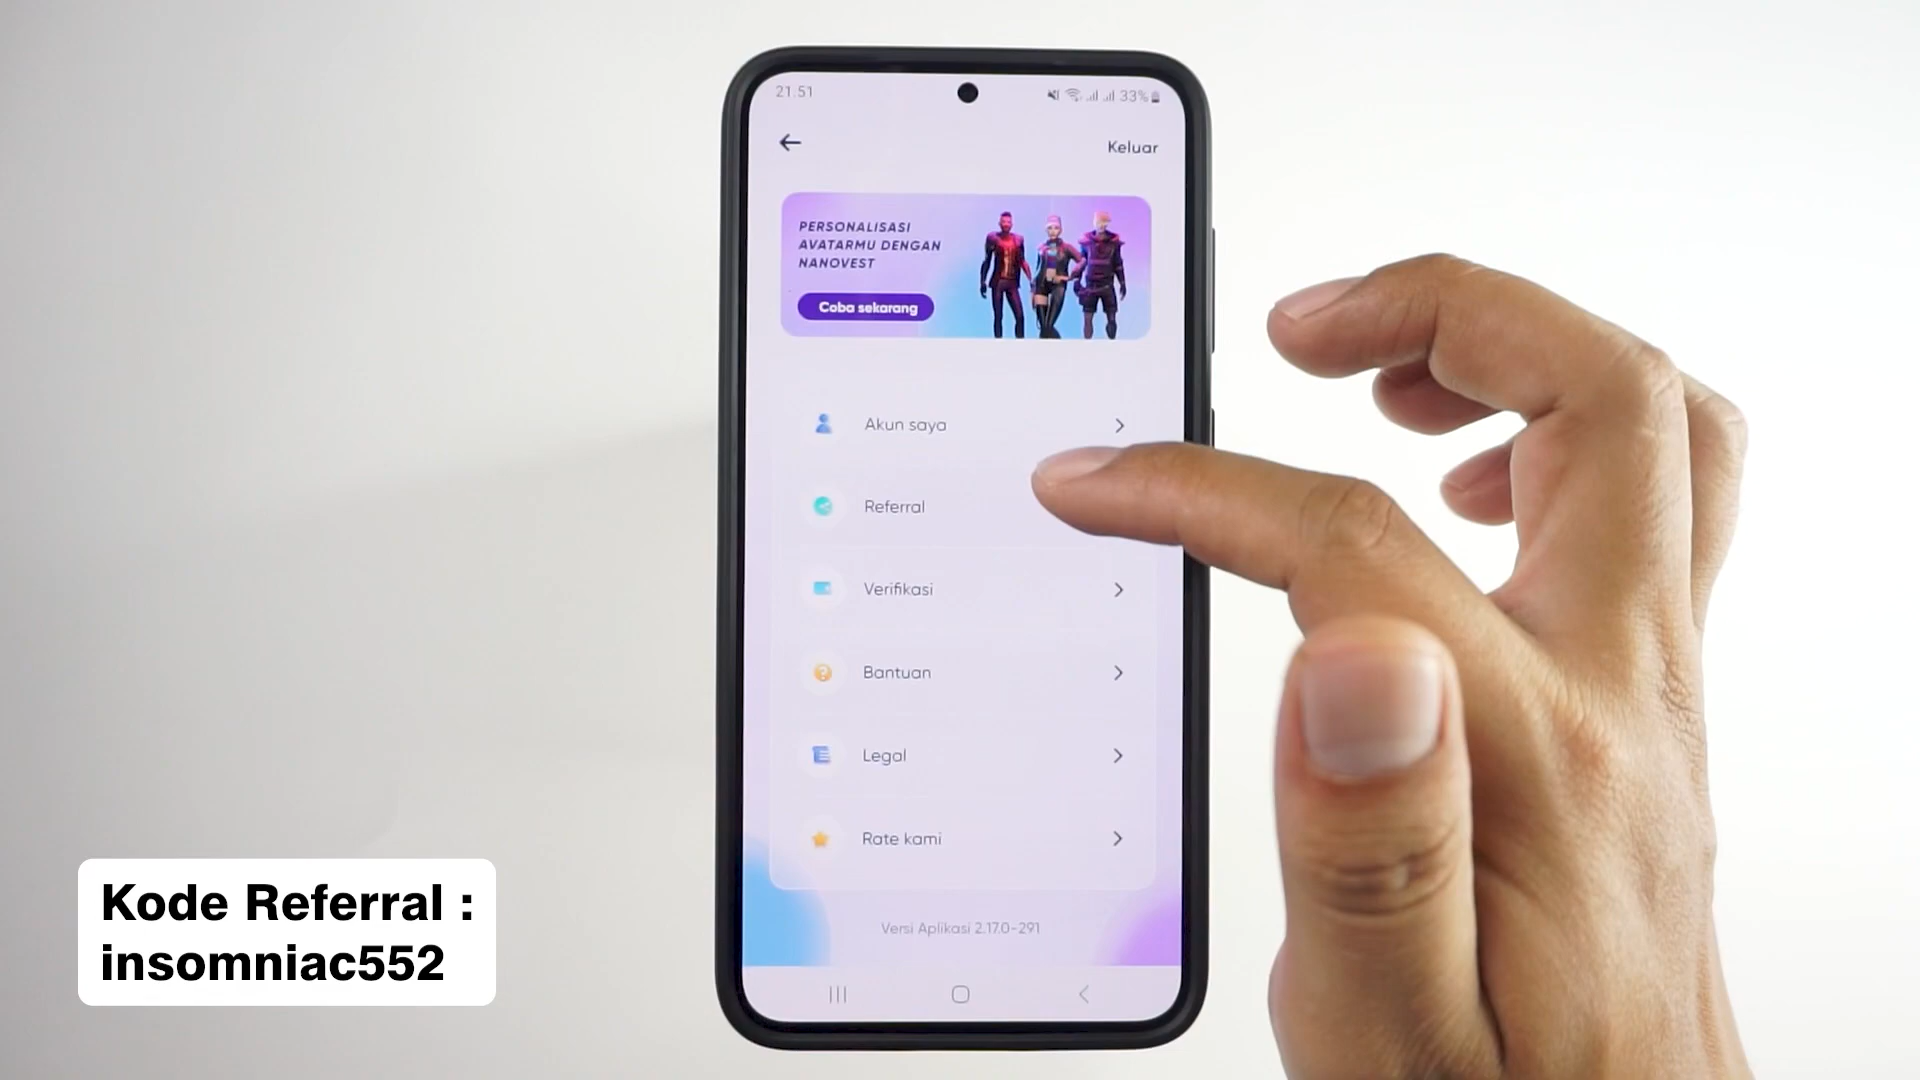 21.51
33%
Keluar
PERSONALISASI
AVATARMU DENGAN
NANOVEST
Coba sekarang
Akun saya
Referral
Verifikasi
Bantuan
Legal
Rate kami
Versi Aplikasi 2.17.0-291
Kode Referral :
insomniac552